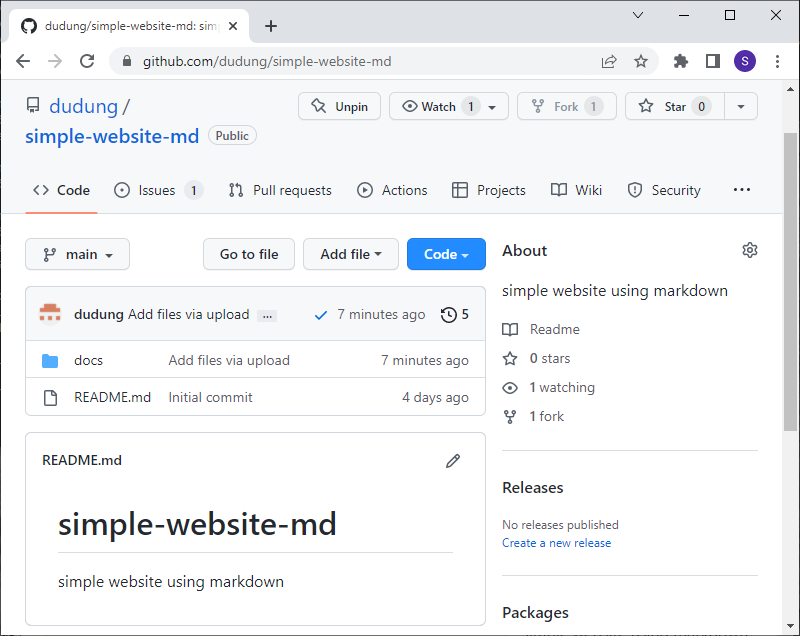 dudung/simple-website-md: sim
github.com/dudung/simple-website-md
S
dudung /
simple-website-md Public
Unpin Watch 1 Fork 1 Star 0
Code Issues 1 Pull requests Actions Projects Wiki Security ...
main Go to file Add file Code
dudung Add files via upload ... 7 minutes ago 5
docs Add files via upload 7 minutes ago
README.md Initial commit 4 days ago
README.md
simple-website-md
simple website using markdown
About
simple website using markdown
Readme
0 stars
1 watching
1 fork
Releases
No releases published
Create a new release
Packages